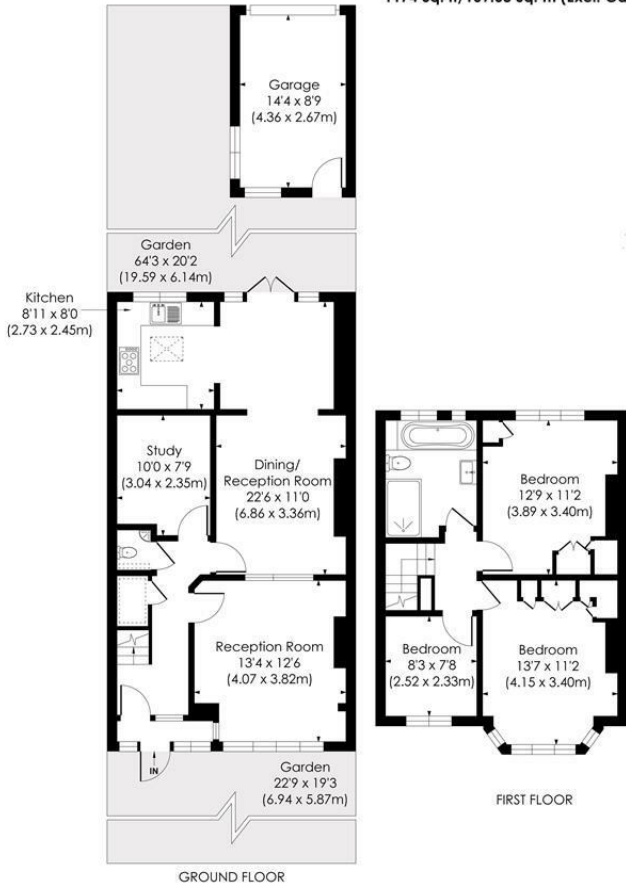 Garage
14'4 x 8'9
(4.36 x 2.67m)
Garden
64'3 x 20'2
(19.59 x 6.14m)
Kitchen
8'11 x 8'0
(2.73 x 2.45m)
Study
10'0 x 7'9
(3.04 x 2.35m)
Dining/
Reception Room
22'6 x 11'0
(6.86 x 3.36m)
Reception Room
13'4 x 12'6
(4.07 x 3.82m)
IN
Garden
22'9 x 19'3
(6.94 x 5.87m)
GROUND FLOOR
Bedroom
12'9 x 11'2
(3.89 x 3.40m)
Bedroom
8'3 x 7'8
(2.52 x 2.33m)
Bedroom
13'7 x 11'2
(4.15 x 3.40m)
FIRST FLOOR